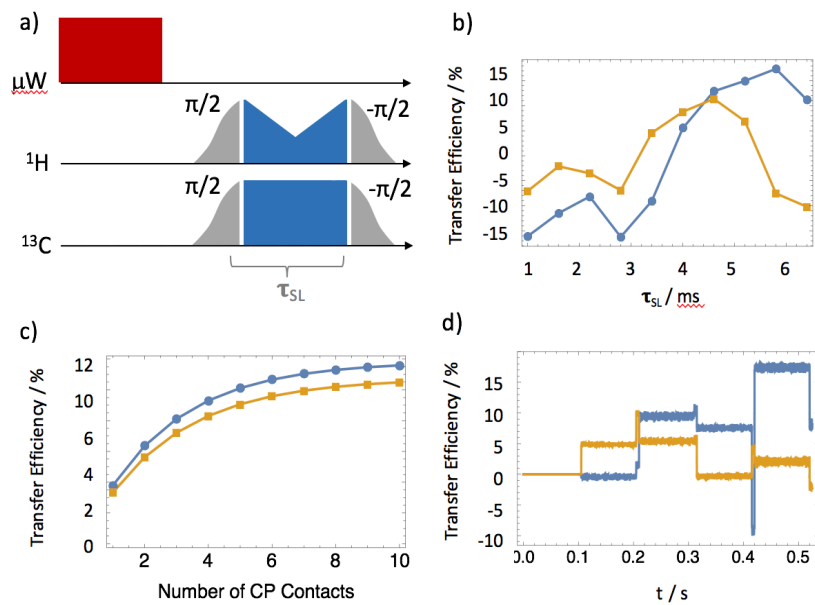 a)
μW
π/2
-π/2
¹H
π/2
-π/2
¹³C
τSL
b)
Transfer Efficiency / %
15
10
5
0
-5
-10
-15
1 2 3 4 5 6
τSL / ms
c)
Transfer Efficiency / %
12
10
6
4
2
0
2 4 6 8 10
Number of CP Contacts
d)
Transfer Efficiency / %
15
10
5
0
-5
-10
0.0 0.1 0.2 0.3 0.4 0.5
t / s